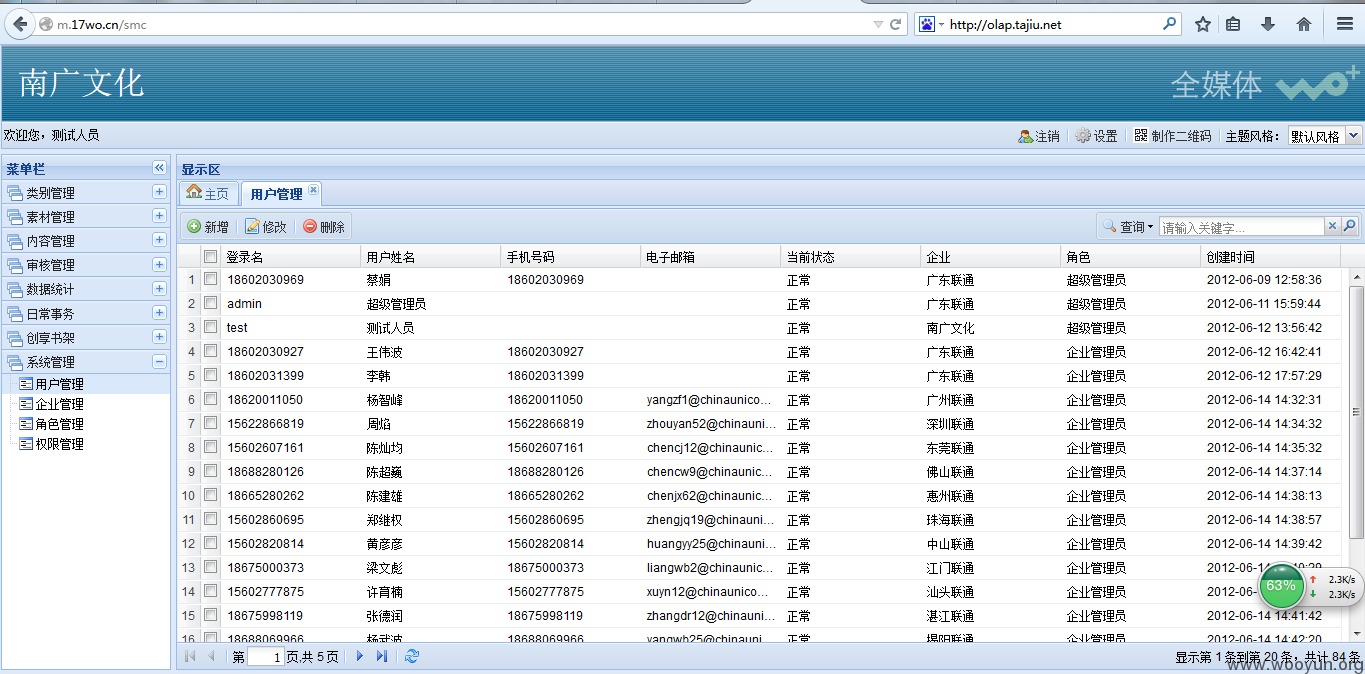 m.17wo.cn/smc http://olap.tajiu.net
南广文化 全媒体 wo+
欢迎您，测试人员 注销 设置 制作二维码 主题风格： 默认风格
菜单栏
类别管理
素材管理
内容管理
审核管理
数据统计
日常事务
创享书架
系统管理
用户管理
企业管理
角色管理
权限管理
显示区
主页 用户管理
新增 修改 删除 查询 请输入关键字...
登录名 用户姓名 手机号码 电子邮箱 当前状态 企业 角色 创建时间
1 18602030969 蔡娟 18602030969 正常 广东联通 超级管理员 2012-06-09 12:58:36
2 admin 超级管理员 正常 广东联通 超级管理员 2012-06-11 15:59:44
3 test 测试人员 正常 南广文化 超级管理员 2012-06-12 13:56:42
4 18602030927 王伟波 18602030927 正常 广东联通 企业管理员 2012-06-12 16:42:41
5 18602031399 李韩 18602031399 正常 广东联通 企业管理员 2012-06-12 17:57:29
6 18620011050 杨智峰 18620011050 yangzf1@chinaunico... 正常 广州联通 企业管理员 2012-06-14 14:32:31
7 15622866819 周焰 15622866819 zhouyan52@chinauni... 正常 深圳联通 企业管理员 2012-06-14 14:34:32
8 15602607161 陈灿均 15602607161 chencj12@chinaunic... 正常 东莞联通 企业管理员 2012-06-14 14:35:32
9 18688280126 陈超巍 18688280126 chencw9@chinaunic... 正常 佛山联通 企业管理员 2012-06-14 14:37:14
10 18665280262 陈建雄 18665280262 chenjx62@chinaunic... 正常 惠州联通 企业管理员 2012-06-14 14:38:13
11 15602860695 郑继权 15602860695 zhengjq19@chinauni... 正常 珠海联通 企业管理员 2012-06-14 14:38:57
12 15602820814 黄彦彦 15602820814 huangyy25@chinauni... 正常 中山联通 企业管理员 2012-06-14 14:39:42
13 18675000373 梁文彪 18675000373 liangwb2@chinaunic... 正常 江门联通 企业管理员 2012-06-14 14:40:29
14 15602777875 许育楠 15602777875 xuyn12@chinaunico... 正常 汕头联通 企业管理员 2012-06-
15 18675998119 张德润 18675998119 zhangdr12@chinauni... 正常 湛江联通 企业管理员 2012-06-14 14:41:42
16 18688069966 杨武波 18688069966 yangwb25@chinauni... 正常 揭阳联通 企业管理员 2012-06-14 14:42:20
63% 2.3K/s
2.3K/s
第 1 页,共 5 页 显示第 1 条到第 20 条，共计 84 条
www.wooyun.org